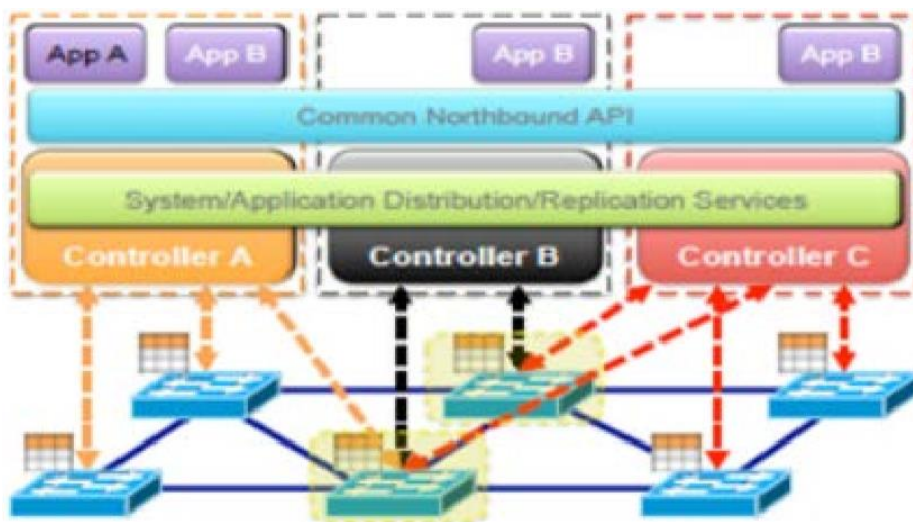 App A App B App B App B
Common Northbound API
System/Application Distribution/Replication Services
Controller A Controller B Controller C